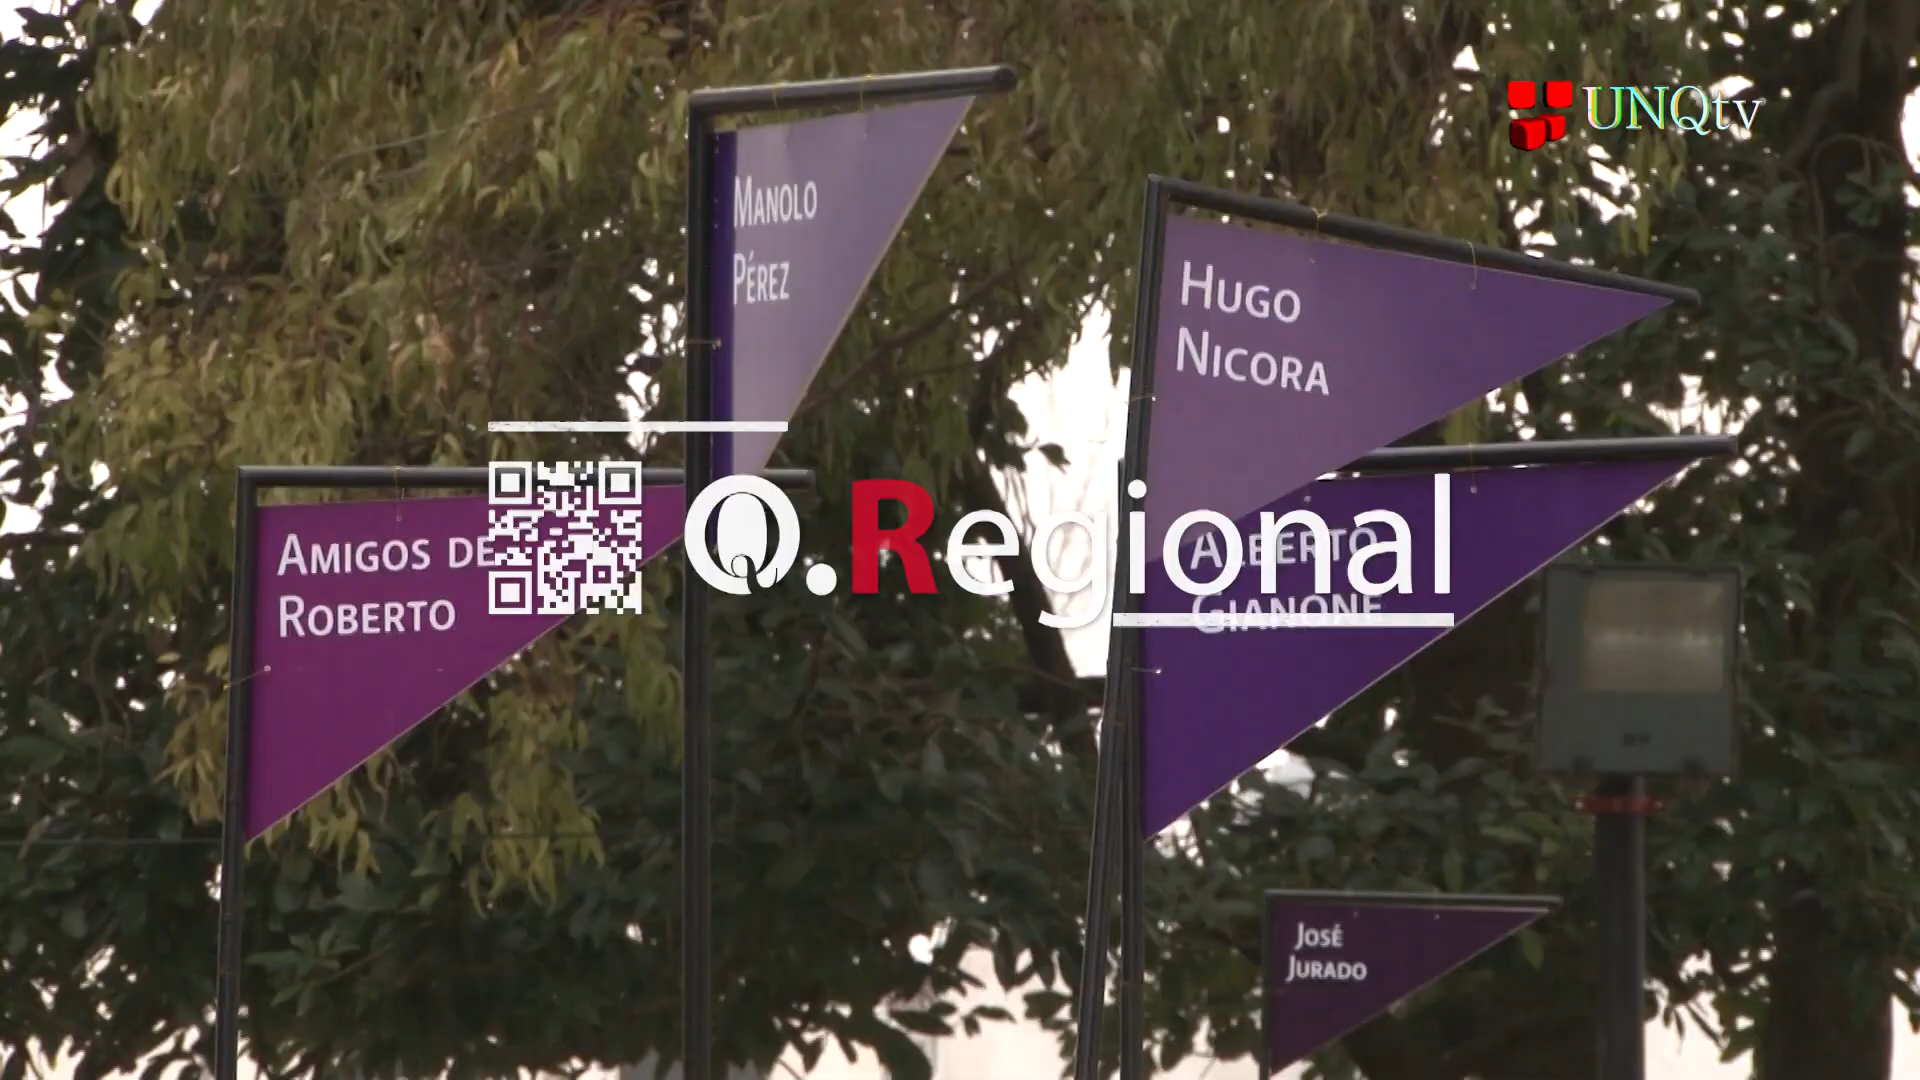 UNQtv
Manolo
Pérez
Hugo
Nicora
Amigos de
Roberto
Q.Regional
Alberto
Gianone
José
Jurado